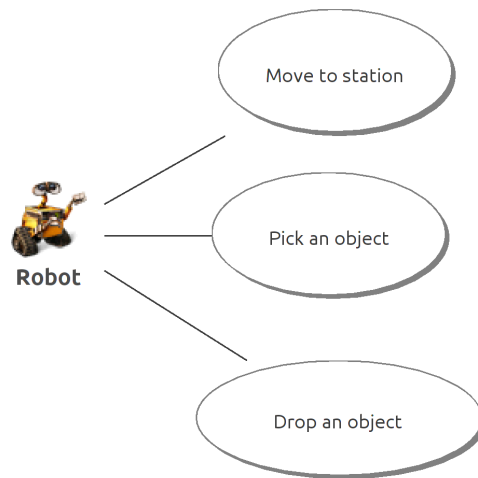 Move to station
Pick an object
Robot
Drop an object